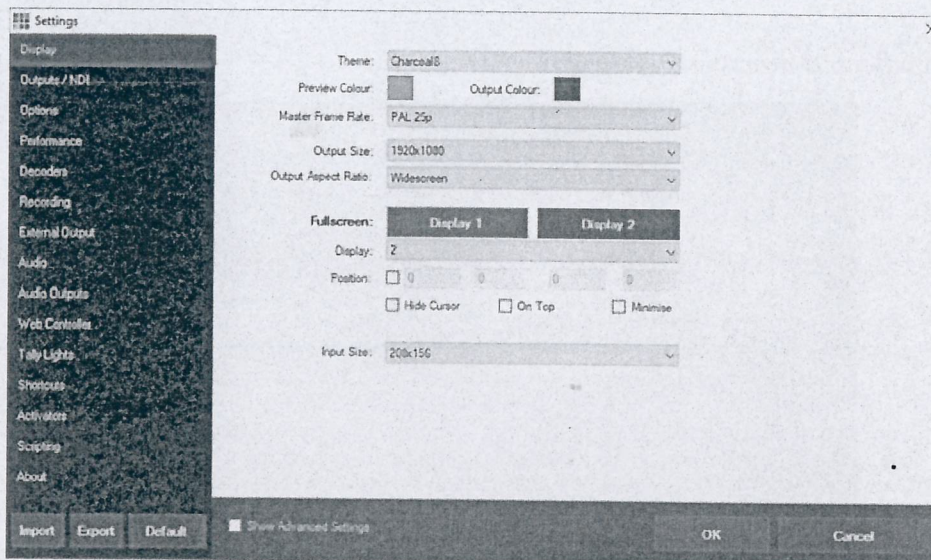 Settings
Display
Outputs / NDI
Options
Performance
Decoders
Recording
External Output
Audio
Audio Outputs
Web Controller
Tally Lights
Shortcuts
Activators
Scripting
About
Import Export Default
Theme: Charcoal8
Preview Colour: Output Colour:
Master Frame Rate: PAL 25p
Output Size: 1920x1080
Output Aspect Ratio: Widescreen
Fullscreen: Display 1 Display 2
Display: 2
Position: 0 0 0 0
Hide Cursor On Top Minimise
Input Size: 208x156
Show Advanced Settings
OK Cancel